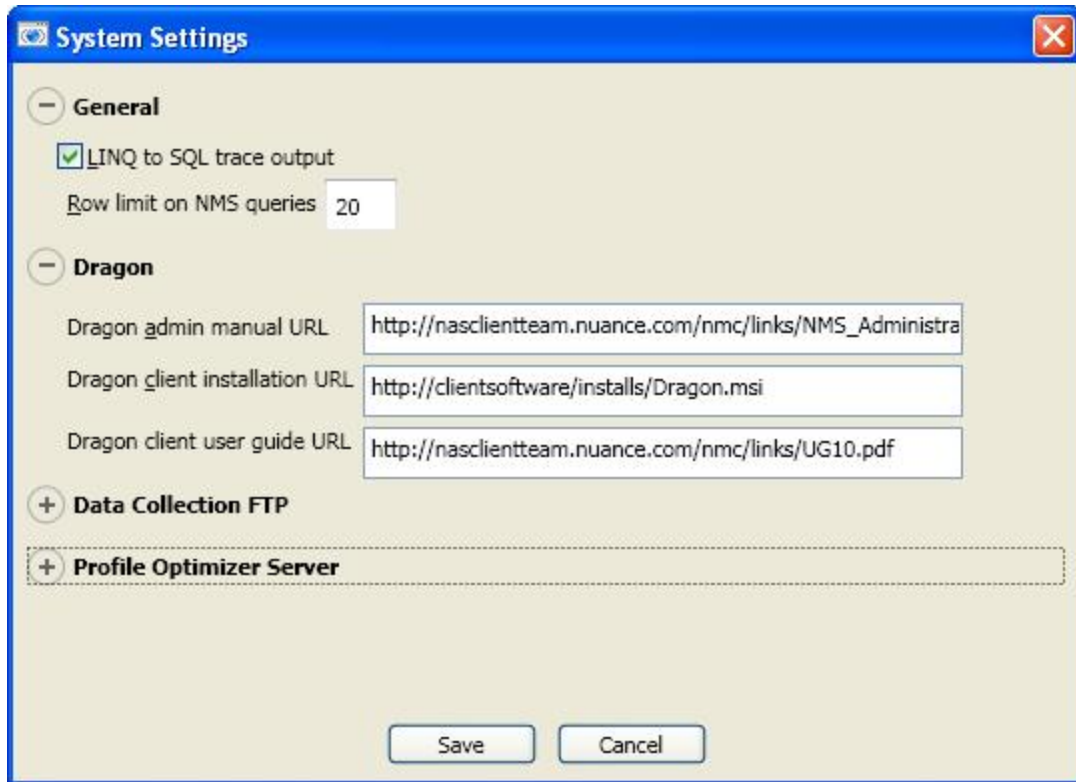 System Settings
General
LINQ to SQL trace output
Row limit on NMS queries 20
Dragon
Dragon admin manual URL http://nasclientteam.nuance.com/nmc/links/NMS_Administra
Dragon client installation URL http://clientsoftware/installs/Dragon.msi
Dragon client user guide URL http://nasclientteam.nuance.com/nmc/links/UG10.pdf
Data Collection FTP
Profile Optimizer Server
Save Cancel